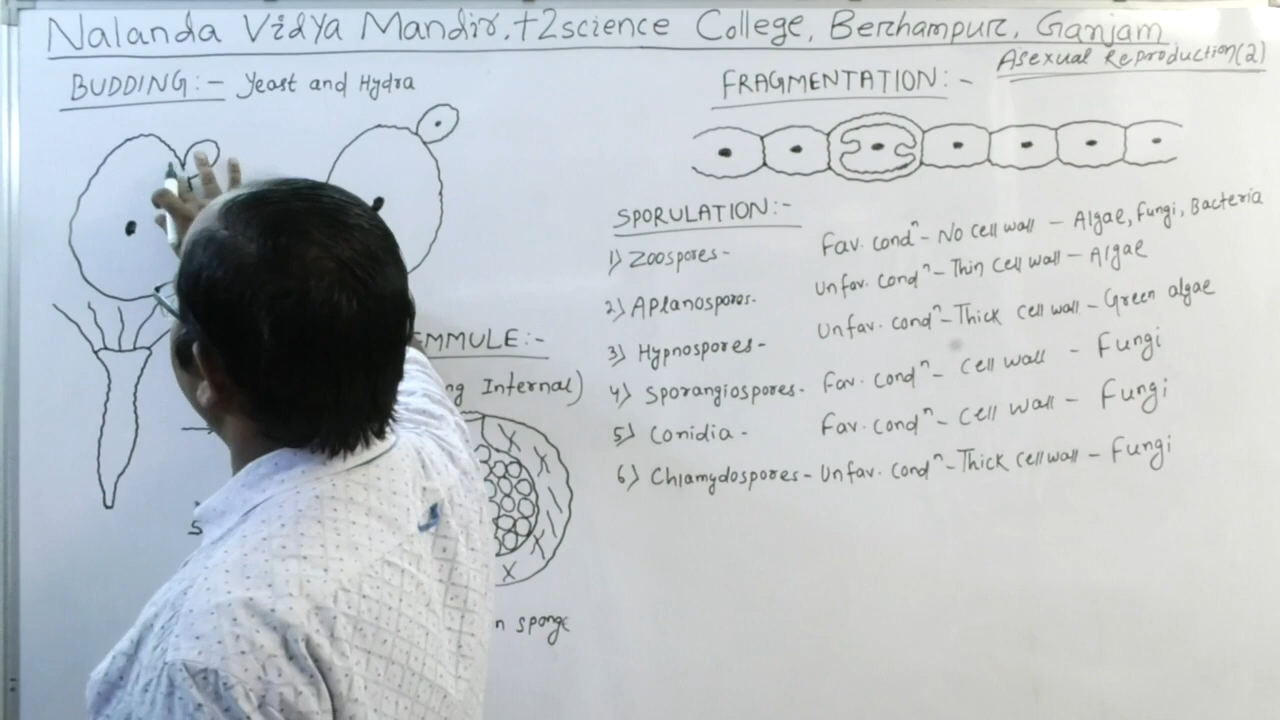 Nalanda Vidya Mandir, +2science College, Berhampur, Ganjam
Asexual Reproduction(2)
BUDDING:- Yeast and Hydra
FRAGMENTATION:-
SPORULATION:-
1) Zoospores- Fav. condⁿ- No cell wall - Algae, Fungi, Bacteria
2) Aplanospores- Unfav. condⁿ- Thin cell wall - Algae
3) Hypnospores- Unfav. condⁿ- Thick cell wall - Green algae
4) Sporangiospores- Fav. condⁿ- cell wall - Fungi
5) Conidia- Fav. condⁿ- cell wall - Fungi
6) Chlamydospores- Unfav. condⁿ- Thick cell wall - Fungi
EMMULE:-
ng Internal)
n sponge